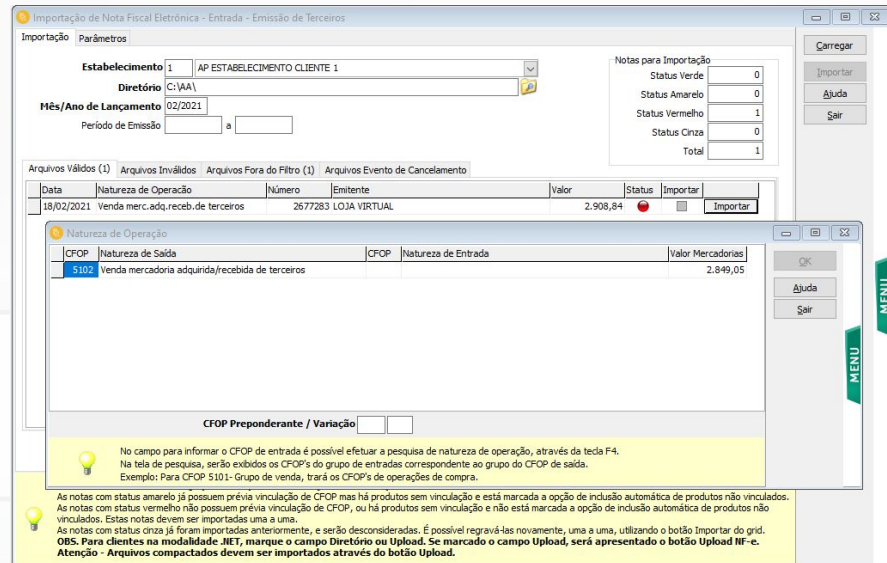 Importação de Nota Fiscal Eletrônica - Entrada - Emissão de Terceiros
Importação Parâmetros
Estabelecimento 1 AP ESTABELECIMENTO CLIENTE 1
Diretório C:\AA\
Mês/Ano de Lançamento 02/2021
Período de Emissão a
Notas para Importação
Status Verde 0
Status Amarelo 0
Status Vermelho 1
Status Cinza 0
Total 1
Carregar
Importar
Ajuda
Sair
Arquivos Válidos (1) Arquivos Inválidos Arquivos Fora do Filtro (1) Arquivos Evento de Cancelamento
Data Natureza de Operacão Número Emitente Valor Status Importar
18/02/2021 Venda merc.adq.receb.de terceiros 2677283 LOJA VIRTUAL 2.908,84 Importar
Natureza de Operação
CFOP Natureza de Saída CFOP Natureza de Entrada Valor Mercadorias
5102 Venda mercadoria adquirida/recebida de terceiros 2.849,05
OK
Ajuda
Sair
MENU
MENU
CFOP Preponderante / Variação
No campo para informar o CFOP de entrada é possível efetuar a pesquisa de natureza de operação, através da tecla F4.
Na tela de pesquisa, serão exibidos os CFOP's do grupo de entradas correspondente ao grupo do CFOP de saída.
Exemplo: Para CFOP 5101- Grupo de venda, trará os CFOP's de operações de compra.
As notas com status amarelo já possuem prévia vinculação de CFOP mas há produtos sem vinculação e está marcada a opção de inclusão automática de produtos não vinculados.
As notas com status vermelho não possuem prévia vinculação de CFOP, ou há produtos sem vinculação e não está marcada a opção de inclusão automática de produtos não
vinculados. Estas notas devem ser importadas uma a uma.
As notas com status cinza já foram importadas anteriormente, e serão desconsideradas. É possível regravá-las novamente, uma a uma, utilizando o botão Importar do grid.
OBS. Para clientes na modalidade .NET, marque o campo Diretório ou Upload. Se marcado o campo Upload, será apresentado o botão Upload NF-e.
Atenção - Arquivos compactados devem ser importados através do botão Upload.